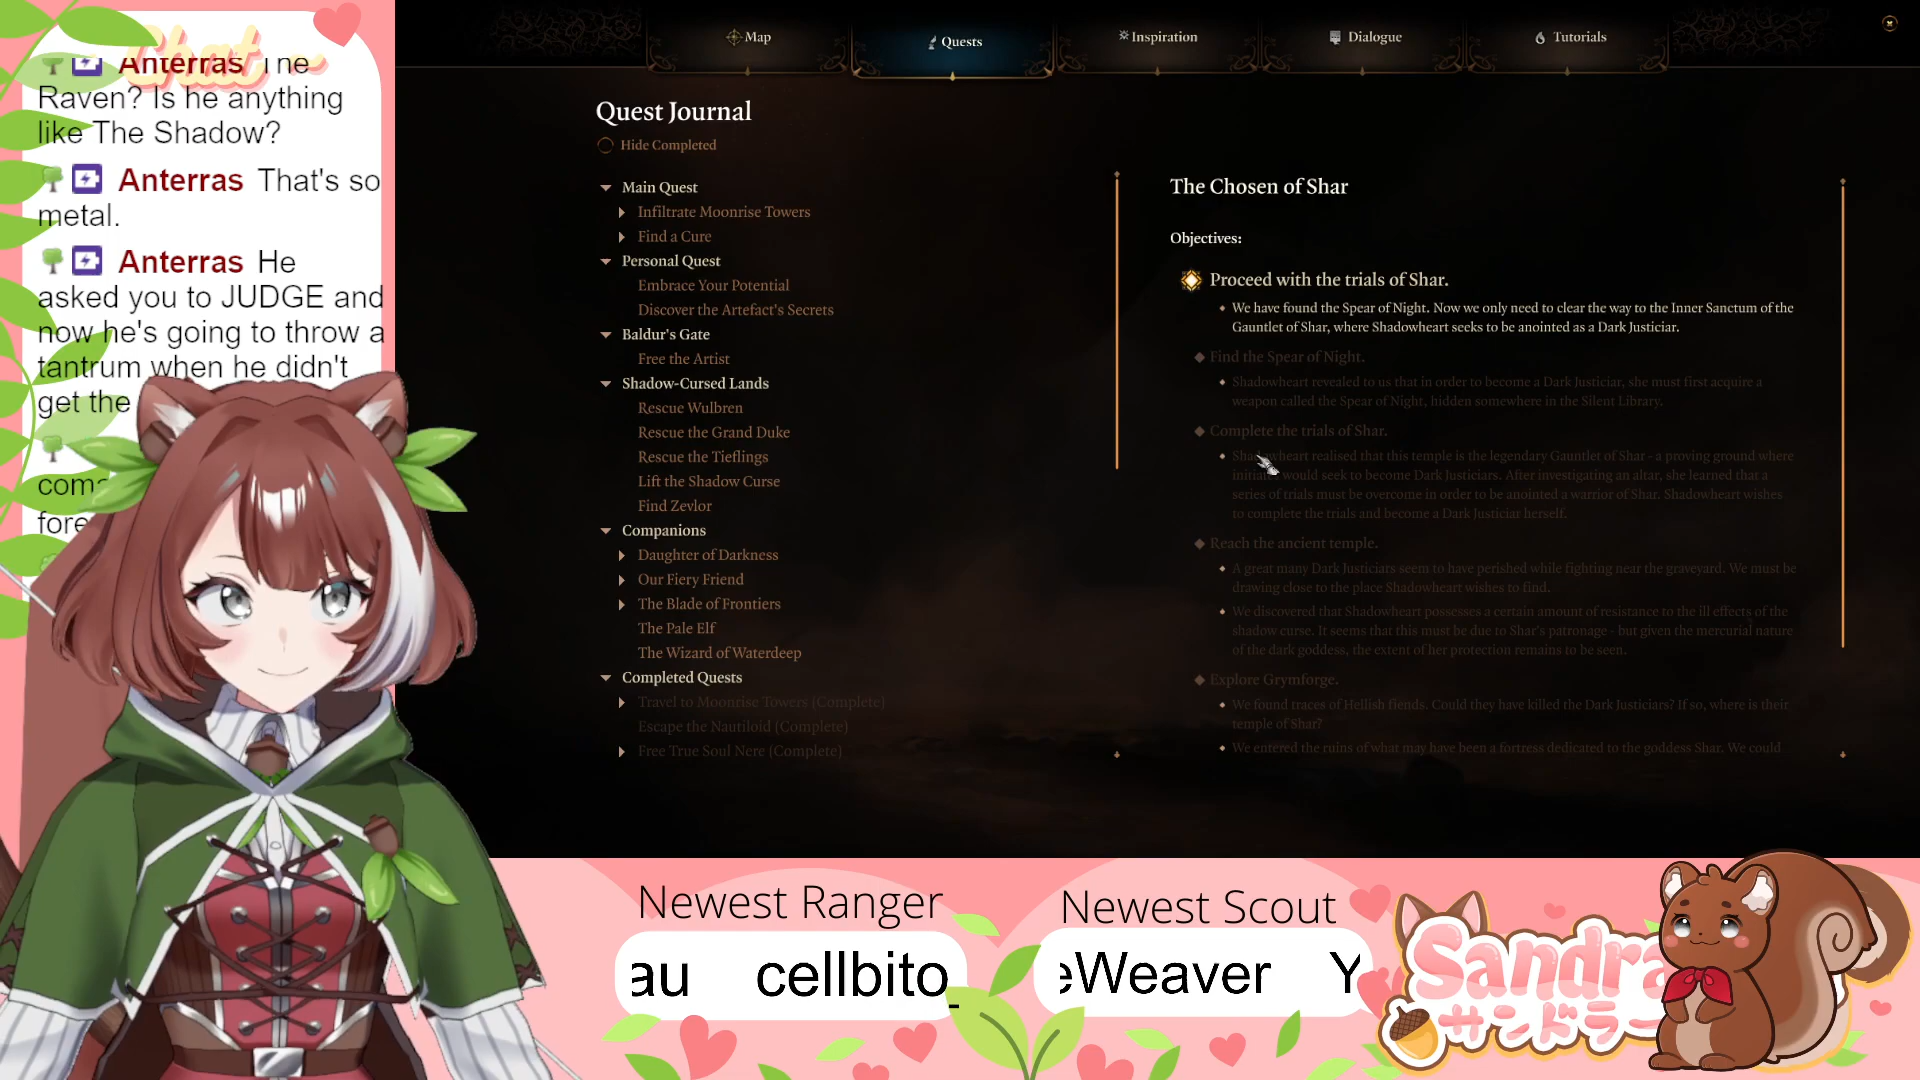 Chat
Anterras The
Raven? Is he anything
like The Shadow?
Anterras That's so
metal.
Anterras He
asked you to JUDGE and
now he's going to throw a
tantrum when he didn't
get the
Map
Quests
Inspiration
Dialogue
Tutorials
Quest Journal
Hide Completed
Main Quest
Infiltrate Moonrise Towers
Find a Cure
Personal Quest
Embrace Your Potential
Discover the Artefact's Secrets
Baldur's Gate
Free the Artist
Shadow-Cursed Lands
Rescue Wulbren
Rescue the Grand Duke
Rescue the Tieflings
Lift the Shadow Curse
Find Zevlor
Companions
Daughter of Darkness
Our Fiery Friend
The Blade of Frontiers
The Pale Elf
The Wizard of Waterdeep
Completed Quests
Travel to Moonrise Towers (Complete)
Escape the Nautiloid (Complete)
Free True Soul Nere (Complete)
The Chosen of Shar
Objectives:
Proceed with the trials of Shar.
We have found the Spear of Night. Now we only need to clear the way to the Inner Sanctum of the
Gauntlet of Shar, where Shadowheart seeks to be anointed as a Dark Justiciar.
Find the Spear of Night.
Shadowheart revealed to us that in order to become a Dark Justiciar, she must first acquire a
weapon called the Spear of Night, hidden somewhere in the Silent Library.
Complete the trials of Shar.
Shadowheart realised that this temple is the legendary Gauntlet of Shar - a proving ground where
initiates would seek to become Dark Justiciars. After investigating an altar, she learned that a
series of trials must be overcome in order to be anointed a warrior of Shar. Shadowheart wishes
to complete the trials and become a Dark Justiciar herself.
Reach the ancient temple.
A great many Dark Justiciars seem to have perished while fighting near the graveyard. We must be
drawing close to the place Shadowheart wishes to find.
We discovered that Shadowheart possesses a certain amount of resistance to the ill effects of the
shadow curse. It seems that this must be due to Shar's patronage - but given the mercurial nature
of the dark goddess, the extent of her protection remains to be seen.
Explore Grymforge.
We found traces of Hellish fiends. Could they have killed the Dark Justiciars? If so, where is their
temple of Shar?
We entered the ruins of what may have been a fortress dedicated to the goddess Shar. We could
Newest Ranger
au cellbito_
Newest Scout
eWeaver Y
Sandra
サンドラー